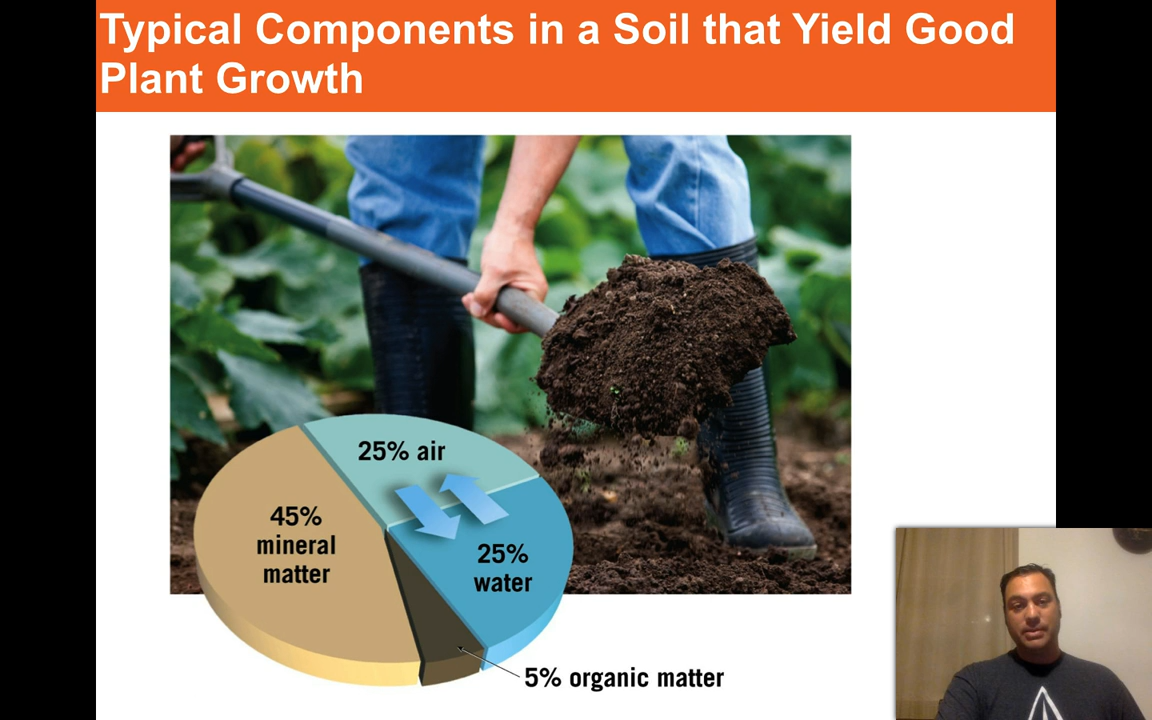 Typical Components in a Soil that Yield Good
Plant Growth
25% air
45%
mineral
matter
25%
water
5% organic matter